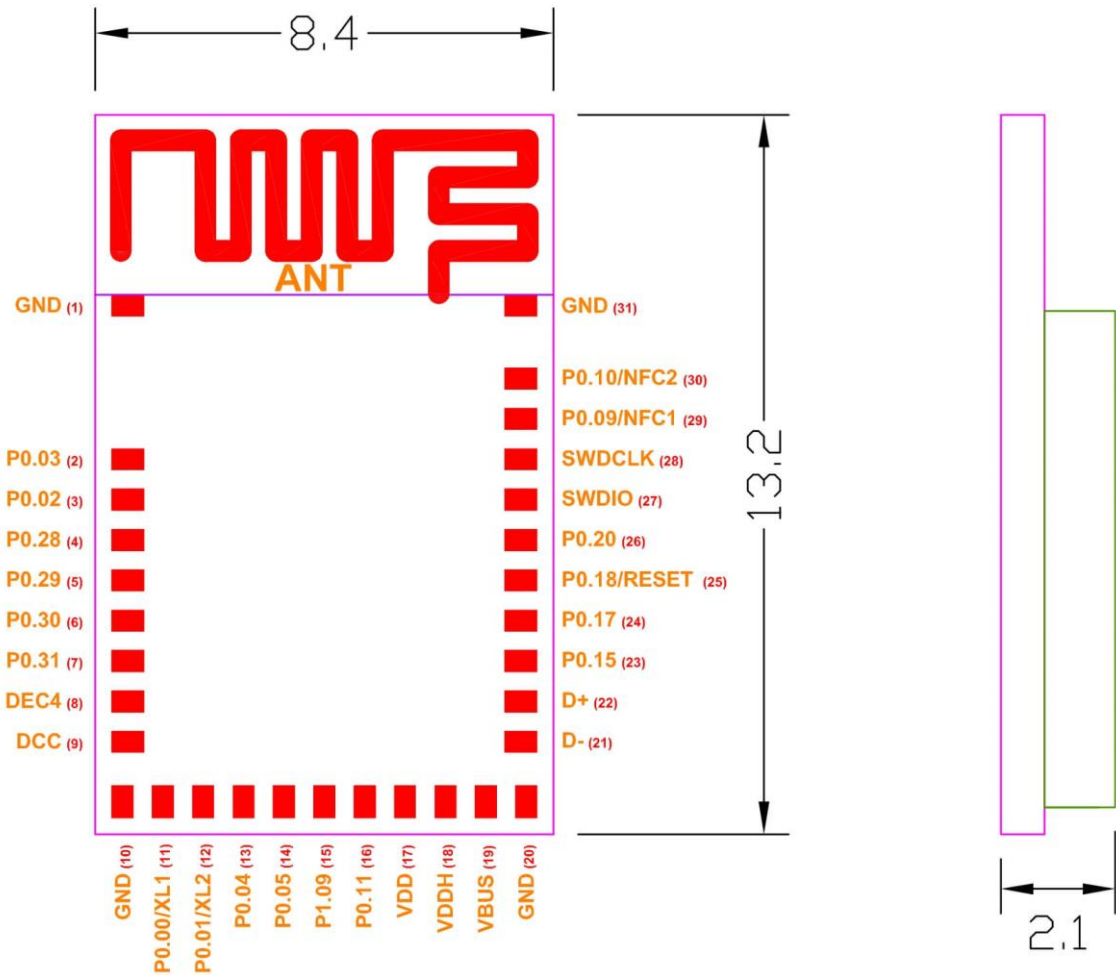 8.4
ANT
GND (1)
GND (31)
P0.10/NFC2 (30)
P0.09/NFC1 (29)
P0.03 (2)
SWDCLK (28)
P0.02 (3)
SWDIO (27)
P0.28 (4)
P0.20 (26)
P0.29 (5)
P0.18/RESET (25)
P0.30 (6)
P0.17 (24)
P0.31 (7)
P0.15 (23)
DEC4 (8)
D+ (22)
DCC (9)
D- (21)
13.2
GND (10)
P0.00/XL1 (11)
P0.01/XL2 (12)
P0.04 (13)
P0.05 (14)
P1.09 (15)
P0.11 (16)
VDD (17)
VDDH (18)
VBUS (19)
GND (20)
2.1